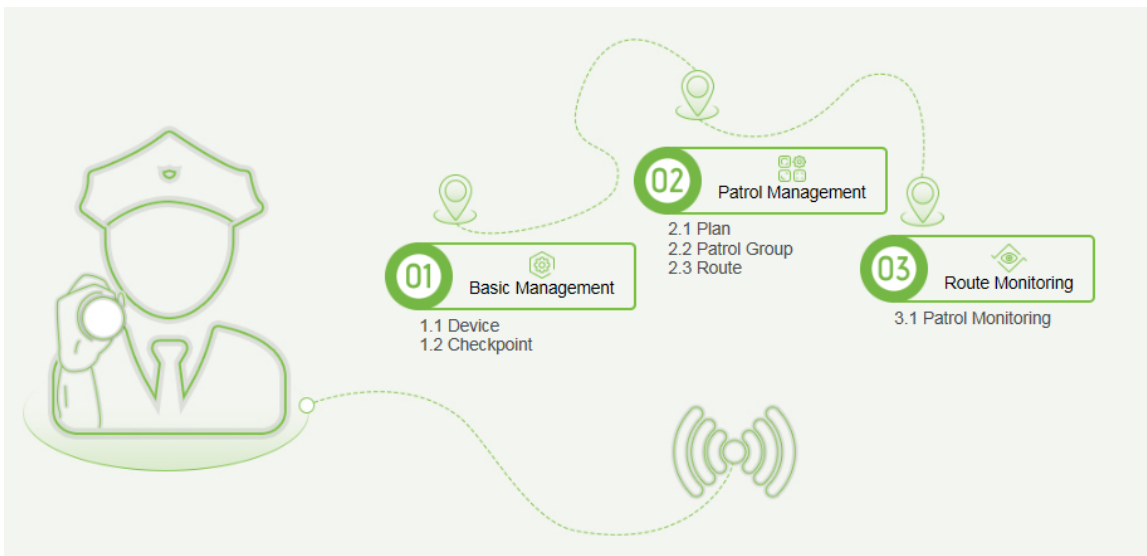 01
Basic Management
1.1 Device
1.2 Checkpoint
02
Patrol Management
2.1 Plan
2.2 Patrol Group
2.3 Route
03
Route Monitoring
3.1 Patrol Monitoring